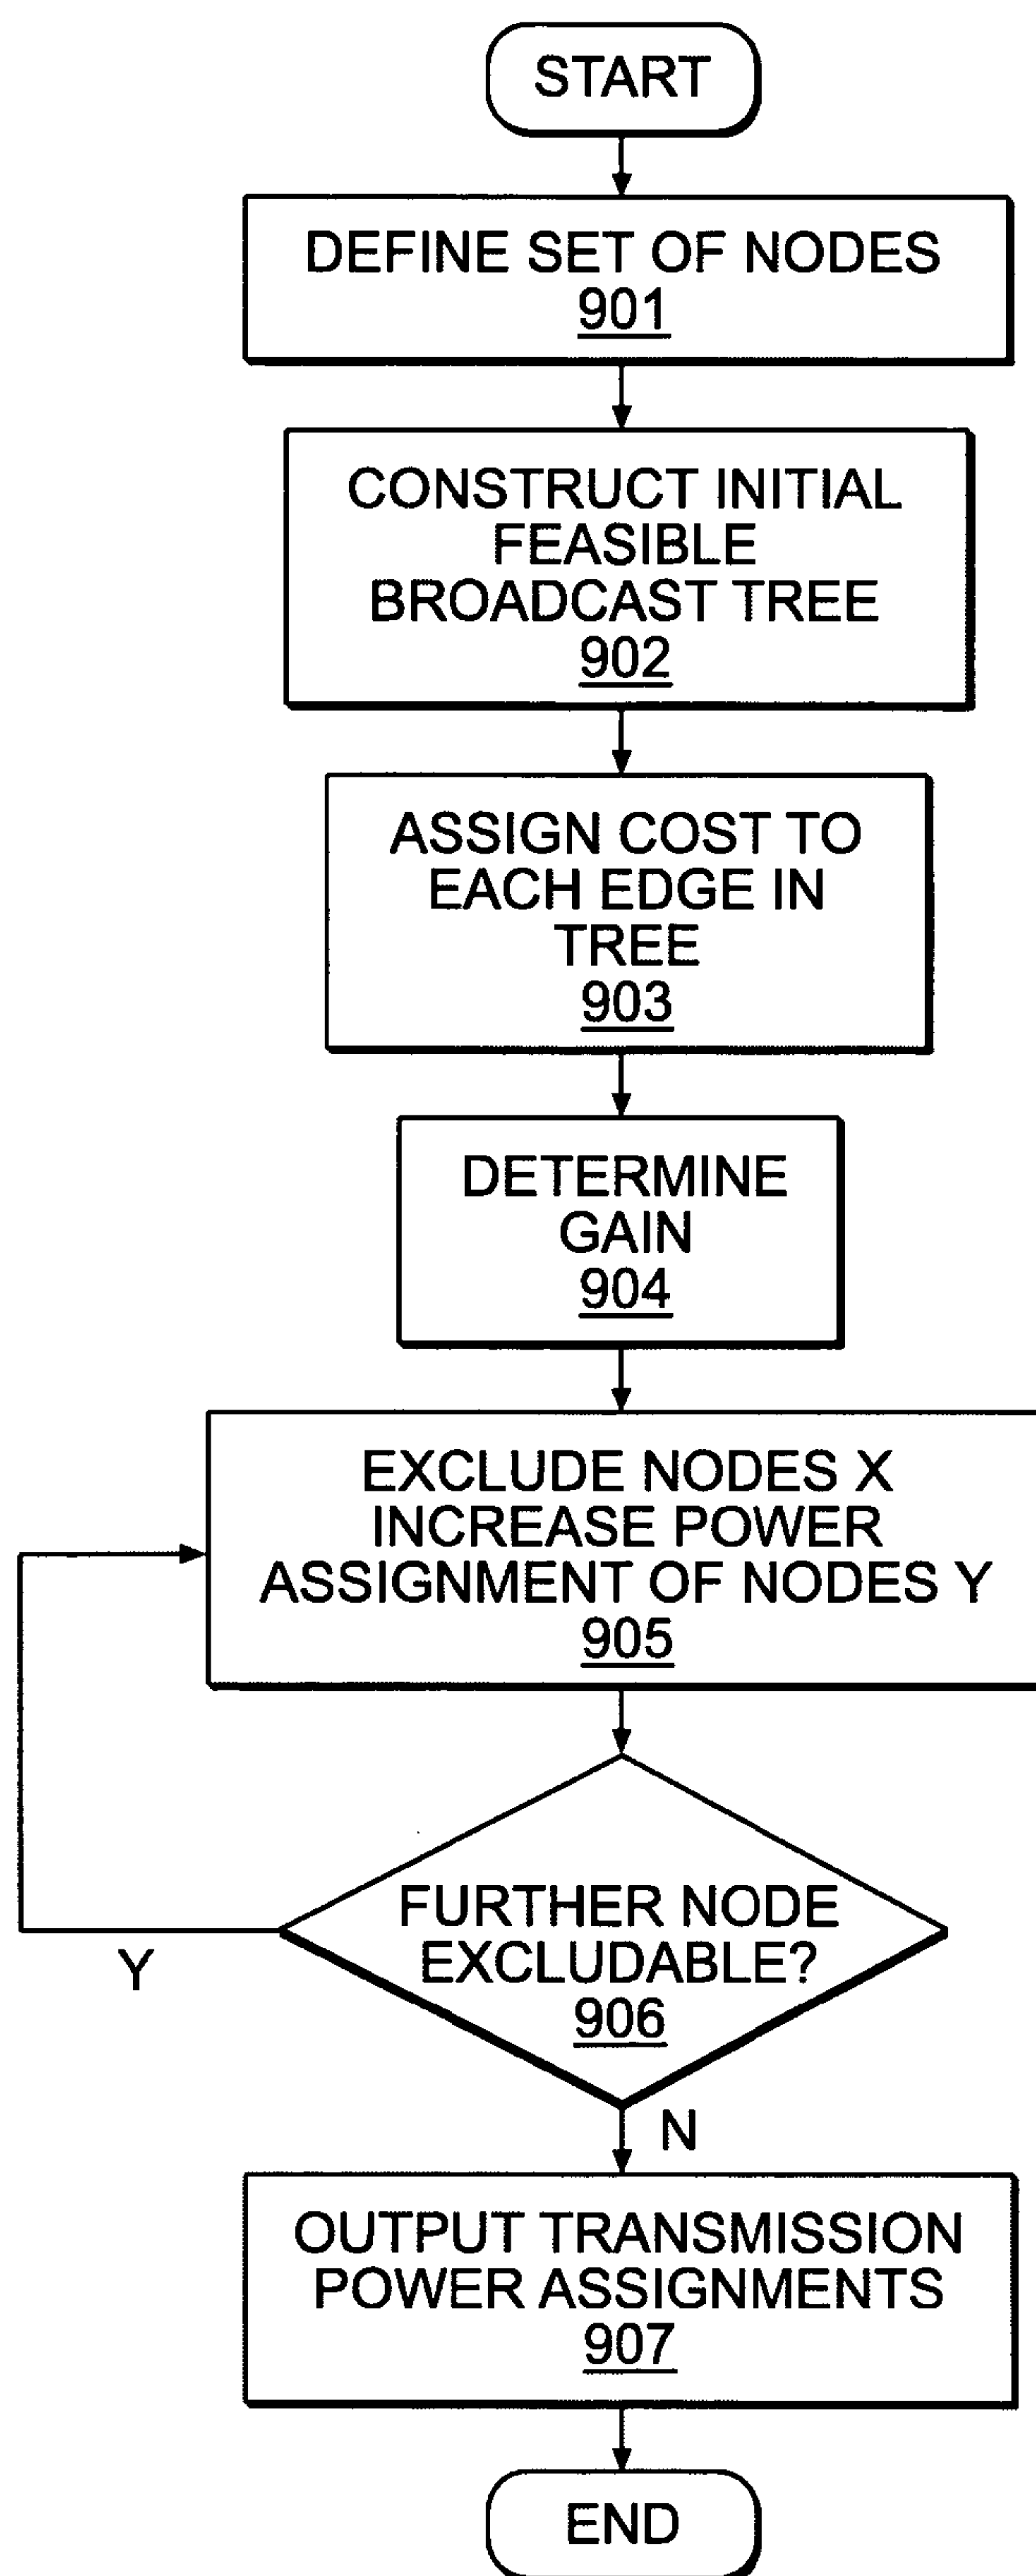 START
DEFINE SET OF NODES
901
CONSTRUCT INITIAL
FEASIBLE
BROADCAST TREE
902
ASSIGN COST TO
EACH EDGE IN
TREE
903
DETERMINE
GAIN
904
EXCLUDE NODES X
INCREASE POWER
ASSIGNMENT OF NODES Y
905
FURTHER NODE
EXCLUDABLE?
906
Y
N
OUTPUT TRANSMISSION
POWER ASSIGNMENTS
907
END